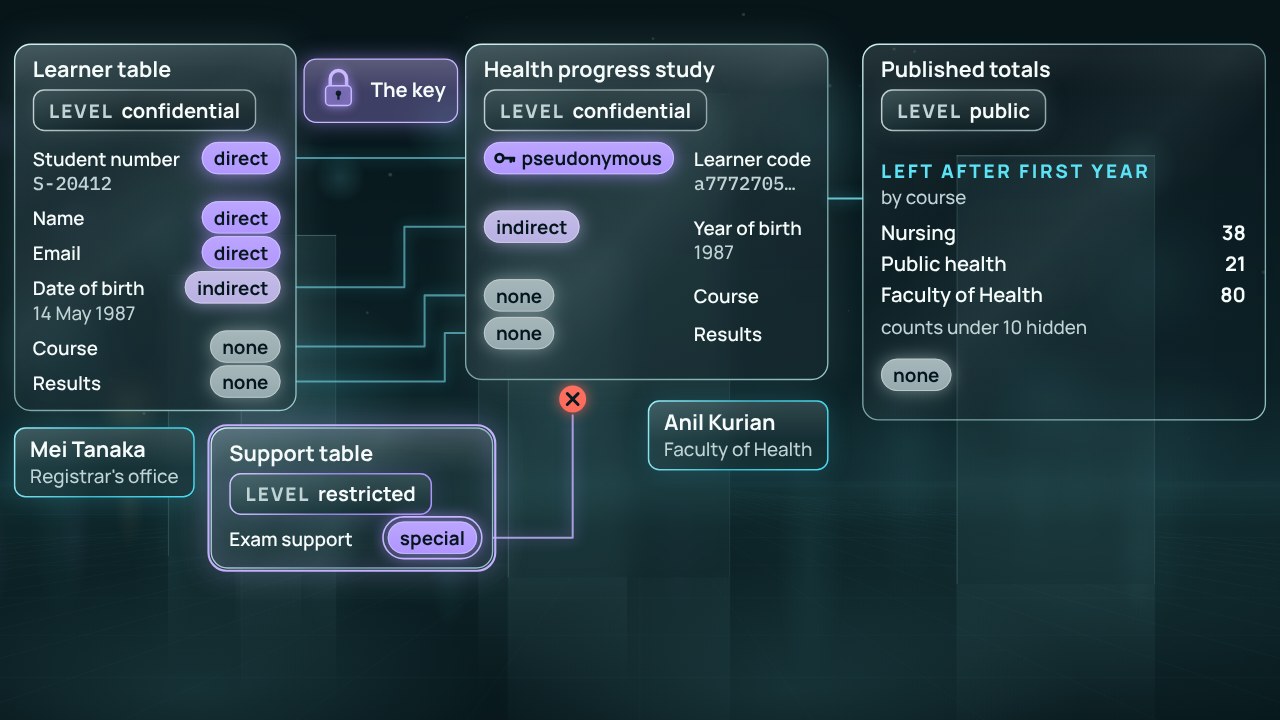 Learner table
LEVEL confidential
Student number direct
S-20412
Name direct
Email direct
Date of birth indirect
14 May 1987
Course none
Results none
The key
Health progress study
LEVEL confidential
pseudonymous Learner code
a7772705…
indirect Year of birth
1987
none Course
none Results
Published totals
LEVEL public
LEFT AFTER FIRST YEAR
by course
Nursing 38
Public health 21
Faculty of Health 80
counts under 10 hidden
none
Mei Tanaka
Registrar's office
Support table
LEVEL restricted
Exam support special
Anil Kurian
Faculty of Health